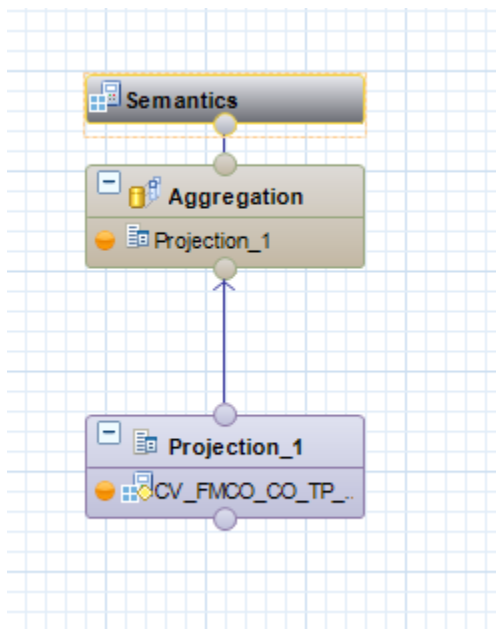 Semantics
Aggregation
Projection_1
Projection_1
CV_FMCO_CO_TP_..